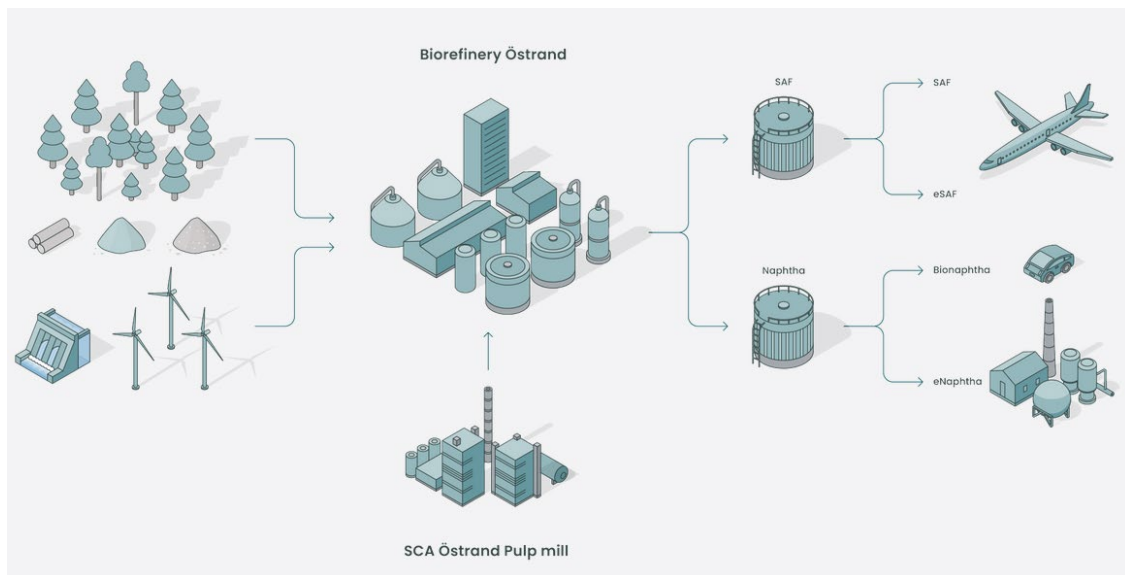 Biorefinery Östrand
SAF
SAF
eSAF
Naphtha
Bionaphtha
eNaphtha
SCA Östrand Pulp mill